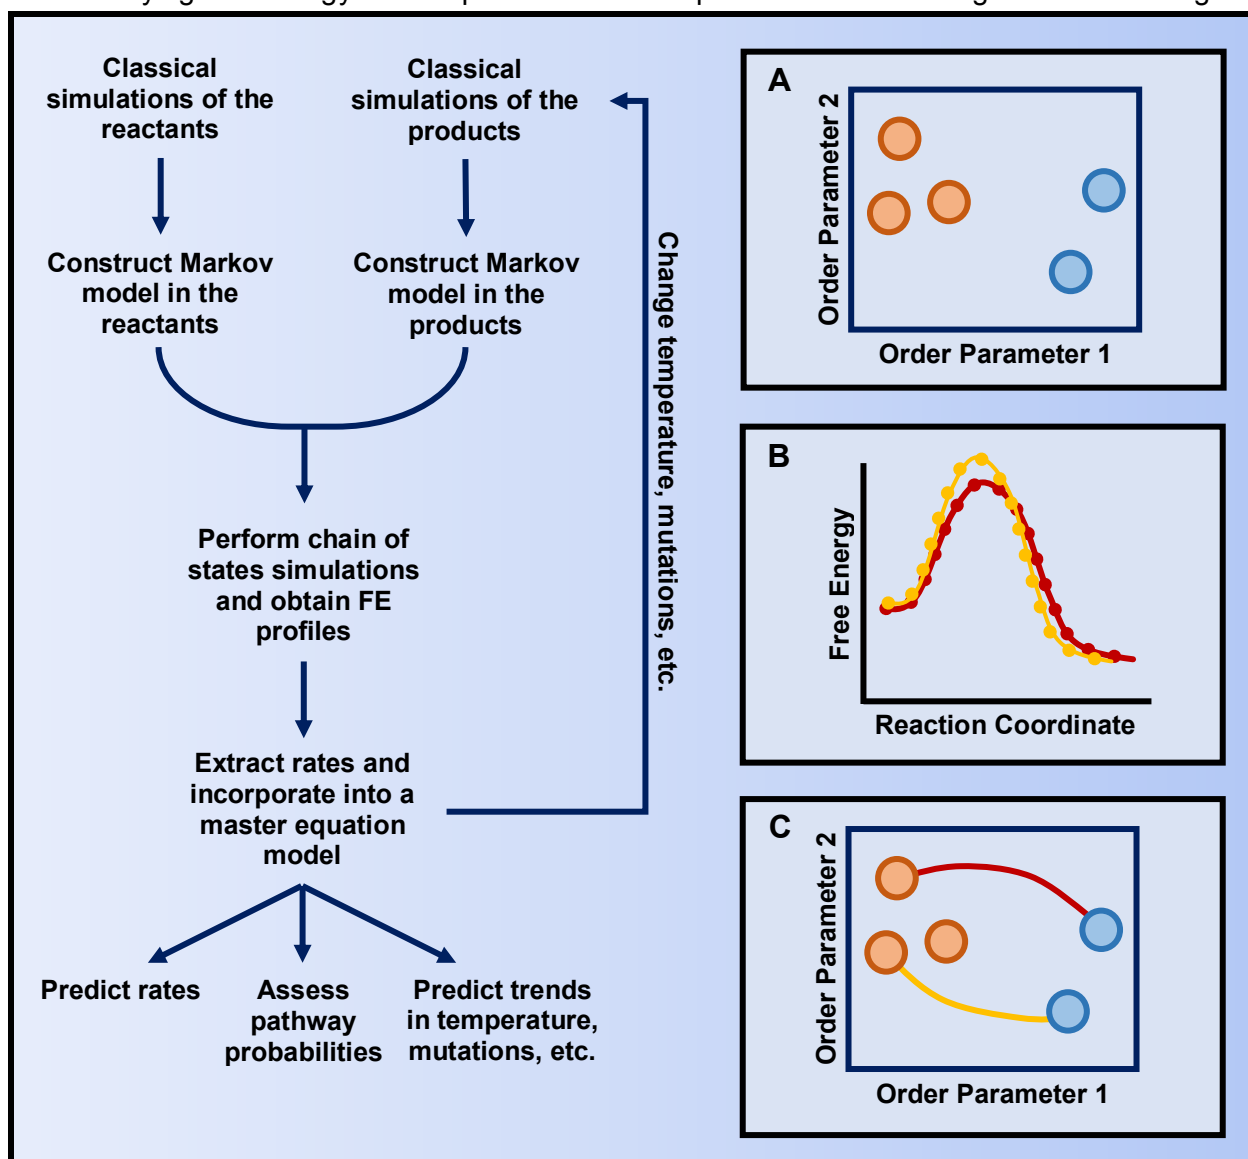 Classical
simulations of the
reactants
Classical
simulations of the
products
Construct Markov
model in the
reactants
Construct Markov
model in the
products
Change temperature, mutations, etc.
Perform chain of
states simulations
and obtain FE
profiles
Extract rates and
incorporate into a
master equation
model
Predict rates
Assess
pathway
probabilities
Predict trends
in temperature,
mutations, etc.
A
Order Parameter 2
Order Parameter 1
B
Free Energy
Reaction Coordinate
C
Order Parameter 2
Order Parameter 1